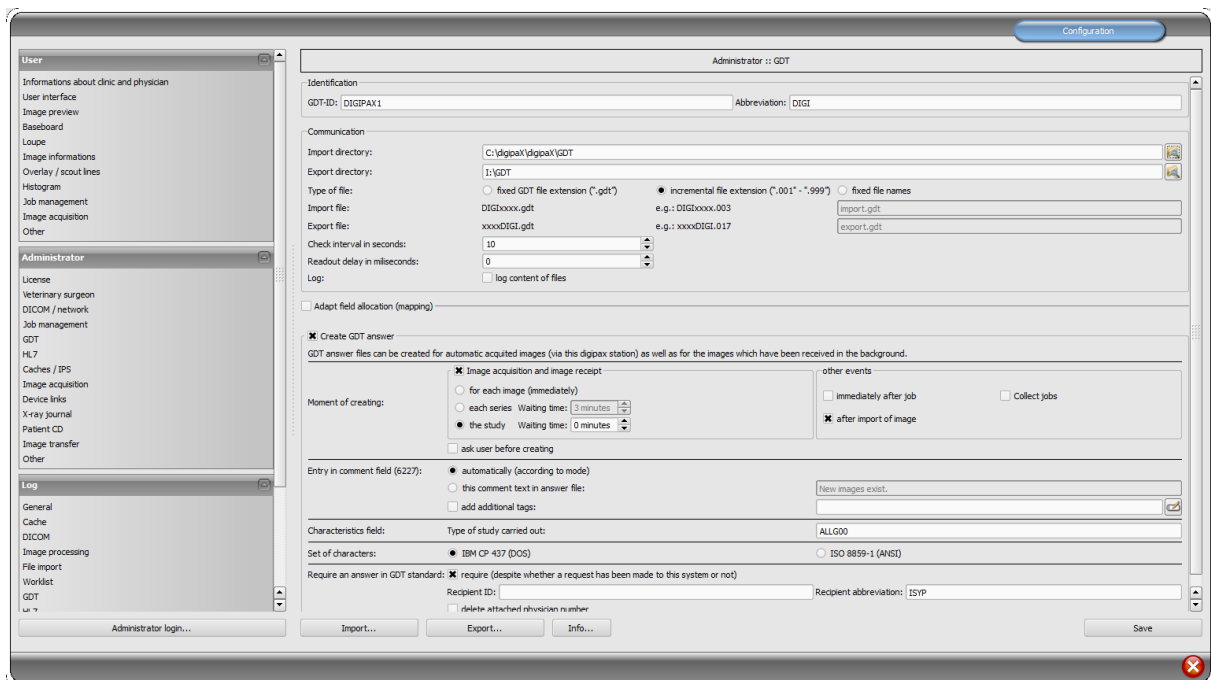 Configuration
User
Informations about clinic and physician
User interface
Image preview
Baseboard
Loupe
Image informations
Overlay / scout lines
Histogram
Job management
Image acquisition
Other
Administrator
License
Veterinary surgeon
DICOM / network
Job management
GDT
HL7
Caches / IPS
Image acquisition
Device links
X-ray journal
Patient CD
Image transfer
Other
Log
General
Cache
DICOM
Image processing
File import
Worklist
GDT
HL7
Administrator login...
Administrator :: GDT
Identification
GDT-ID: DIGIPAX1 Abbreviation: DIGI
Communication
Import directory: C:\digipaX\digipaX\GDT
Export directory: I:\GDT
Type of file: fixed GDT file extension (".gdt") incremental file extension (".001" - ".999") fixed file names
Import file: DIGIxxxx.gdt e.g.: DIGIxxxx.003 import.gdt
Export file: xxxxDIGI.gdt e.g.: xxxxDIGI.017 export.gdt
Check interval in seconds: 10
Readout delay in miliseconds: 0
Log: log content of files
Adapt field allocation (mapping)
Create GDT answer
GDT answer files can be created for automatic acquited images (via this digipax station) as well as for the images which have been received in the background.
Moment of creating:
Image acquisition and image receipt
for each image (immediately)
each series Waiting time: 3 minutes
the study Waiting time: 0 minutes
other events
immediately after job Collect jobs
after import of image
ask user before creating
Entry in comment field (6227): automatically (according to mode)
this comment text in answer file: New images exist.
add additional tags:
Characteristics field: Type of study carried out: ALLG00
Set of characters: IBM CP 437 (DOS) ISO 8859-1 (ANSI)
Require an answer in GDT standard: require (despite whether a request has been made to this system or not)
Recipient ID: Recipient abbreviation: ISYP
delete attached physician number
Import... Export... Info... Save